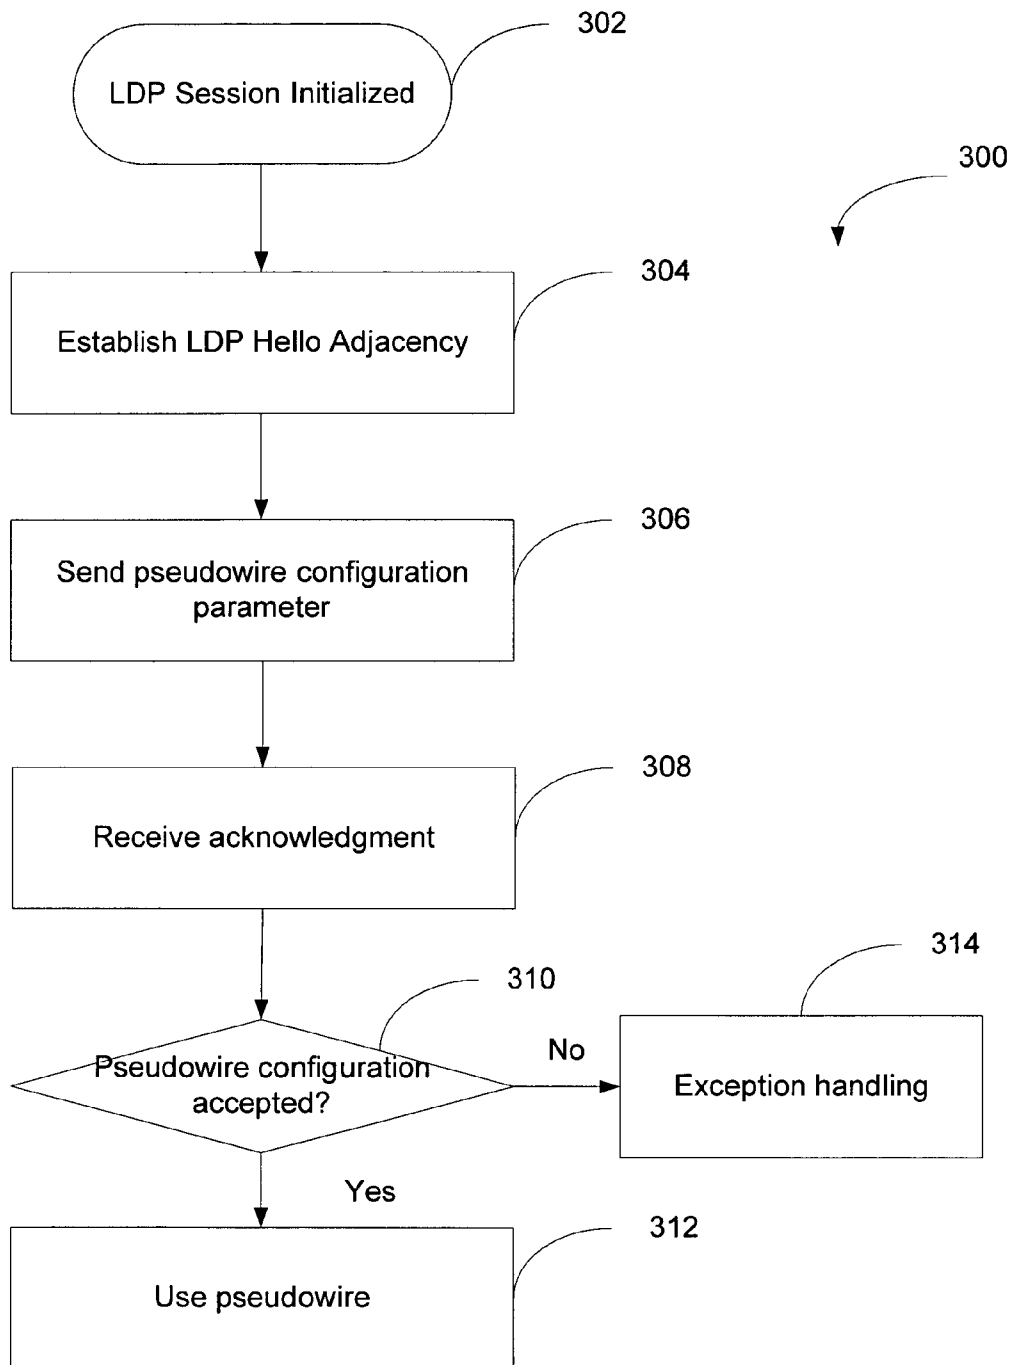 302
LDP Session Initialized
300
304
Establish LDP Hello Adjacency
306
Send pseudowire configuration
parameter
308
Receive acknowledgment
314
310
Pseudowire configuration
accepted?
No
Exception handling
Yes
312
Use pseudowire